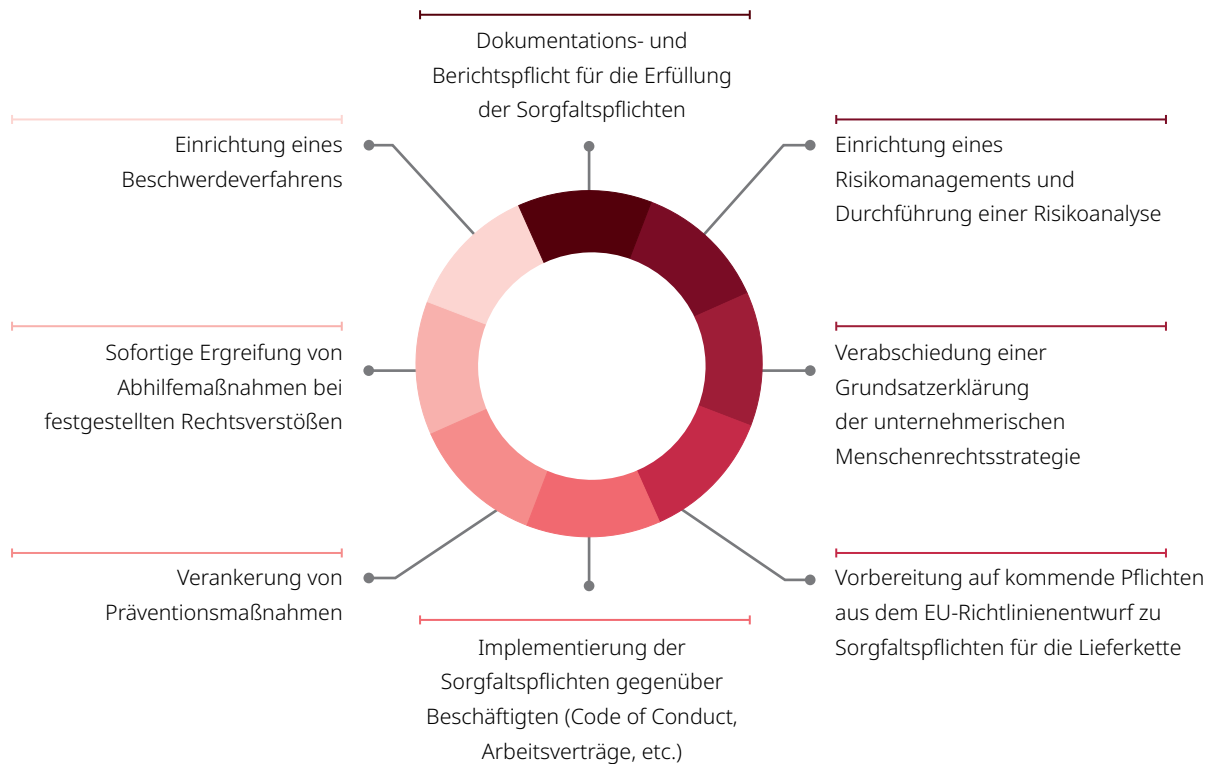 Dokumentations- und
Berichtspflicht für die Erfüllung
der Sorgfaltspflichten
Einrichtung eines
Risikomanagements und
Durchführung einer Risikoanalyse
Verabschiedung einer
Grundsatzerklärung
der unternehmerischen
Menschenrechtsstrategie
Vorbereitung auf kommende Pflichten
aus dem EU-Richtlinienentwurf zu
Sorgfaltspflichten für die Lieferkette
Implementierung der
Sorgfaltspflichten gegenüber
Beschäftigten (Code of Conduct,
Arbeitsverträge, etc.)
Verankerung von
Präventionsmaßnahmen
Sofortige Ergreifung von
Abhilfemaßnahmen bei
festgestellten Rechtsverstößen
Einrichtung eines
Beschwerdeverfahrens